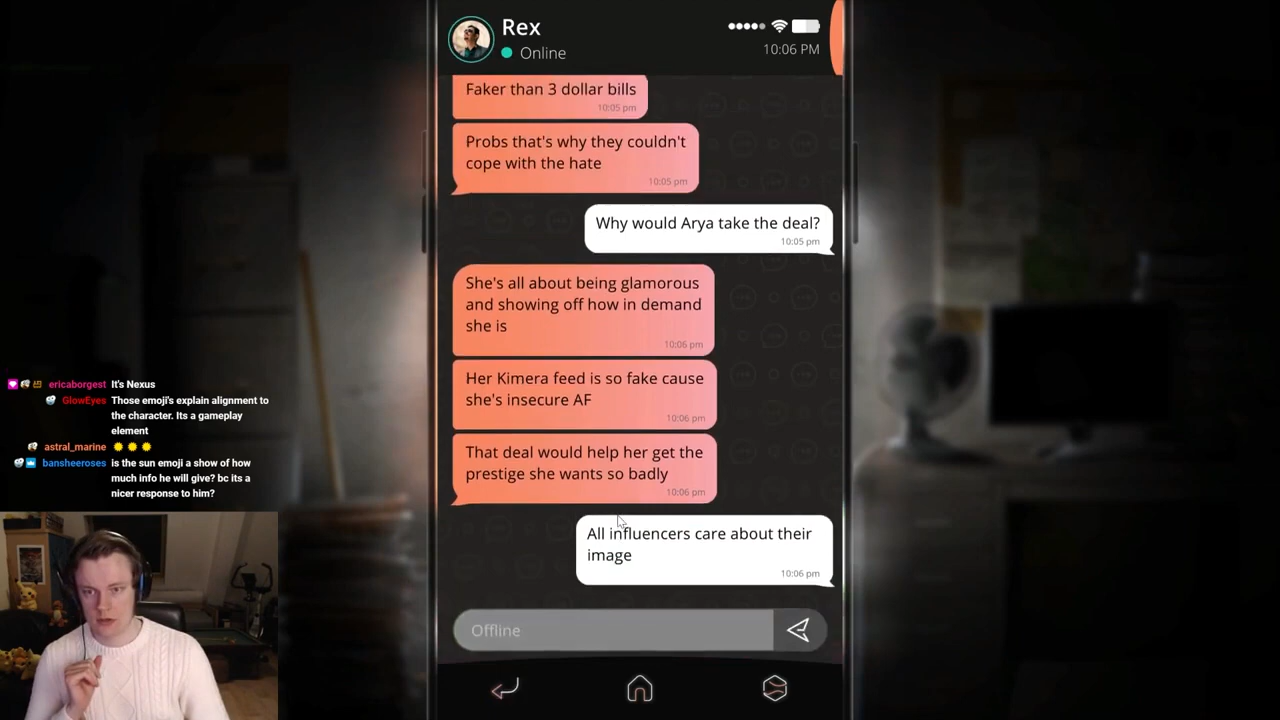 Rex
Online
10:06 PM
Faker than 3 dollar bills
10:05 pm
Probs that's why they couldn't
cope with the hate
10:05 pm
Why would Arya take the deal?
10:05 pm
She's all about being glamorous
and showing off how in demand
she is
10:06 pm
Her Kimera feed is so fake cause
she's insecure AF
10:06 pm
That deal would help her get the
prestige she wants so badly
10:06 pm
All influencers care about their
image
10:06 pm
Offline
ericaborgest It's Nexus
GlowEyes Those emoji's explain alignment to
the character. Its a gameplay
element
astral_marine
bansheeroses is the sun emoji a show of how
much info he will give? bc its a
nicer response to him?